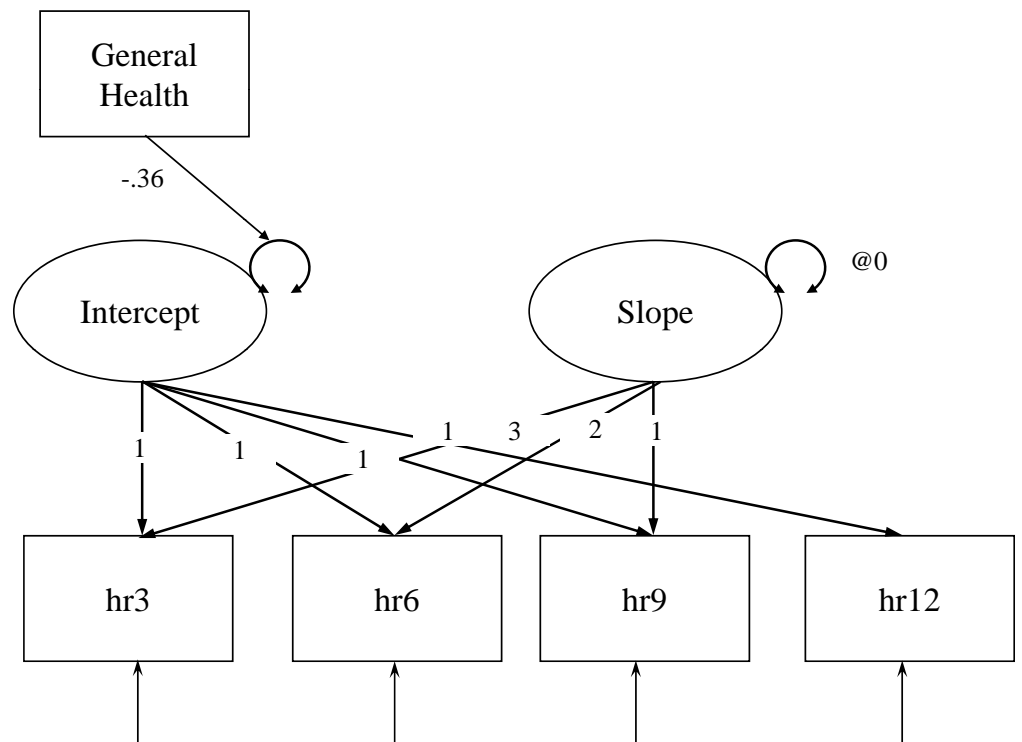 General
Health
-.36
Intercept
Slope
@0
1
1
1
1
3
2
1
hr3
hr6
hr9
hr12